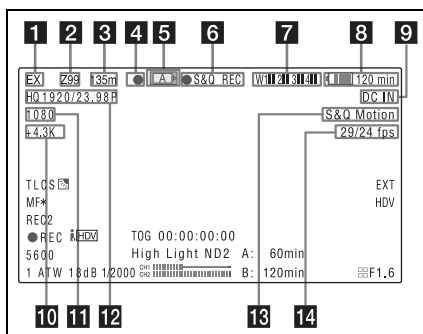 1 2 3 4 5 6 7 8 9
EX Z99 135m ● A ●S&Q REC W1 2 3 4 120 min
HQ 1920/23.98P DC IN
1080 S&Q Motion
+4.3K 29/24 fps
TLCS EXT
MF* HDV
REC2
●REC i.HDV TCG 00:00:00:00
5600 High Light ND2 A: 60min
1 ATW 18dB 1/2000 CH1 CH2 B: 120min F1.6
10 11 12 13 14